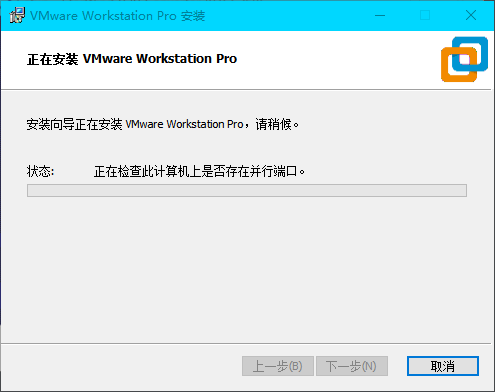 VMware Workstation Pro 安装
正在安装 VMware Workstation Pro
安装向导正在安装 VMware Workstation Pro，请稍候。
状态: 正在检查此计算机上是否存在并行端口。
上一步(B) 下一步(N) 取消